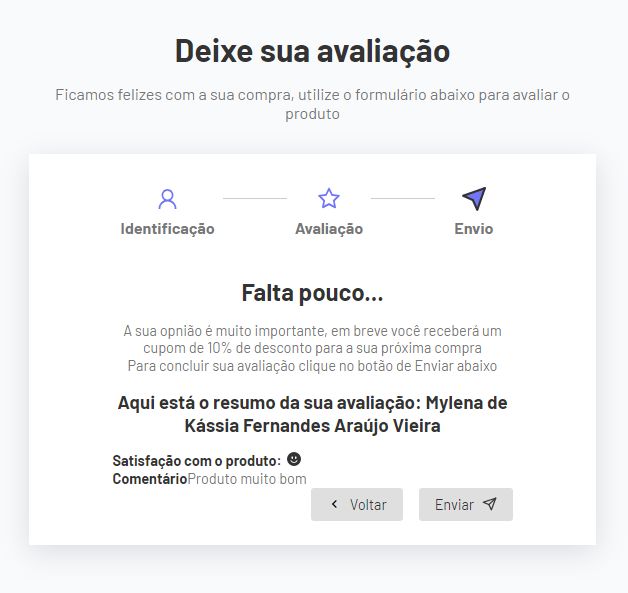 Deixe sua avaliação
Ficamos felizes com a sua compra, utilize o formulário abaixo para avaliar o
produto
Identificação
Avaliação
Envio
Falta pouco...
A sua opnião é muito importante, em breve você receberá um
cupom de 10% de desconto para a sua próxima compra
Para concluir sua avaliação clique no botão de Enviar abaixo
Aqui está o resumo da sua avaliação: Mylena de
Kássia Fernandes Araújo Vieira
Satisfação com o produto:
ComentárioProduto muito bom
Voltar
Enviar